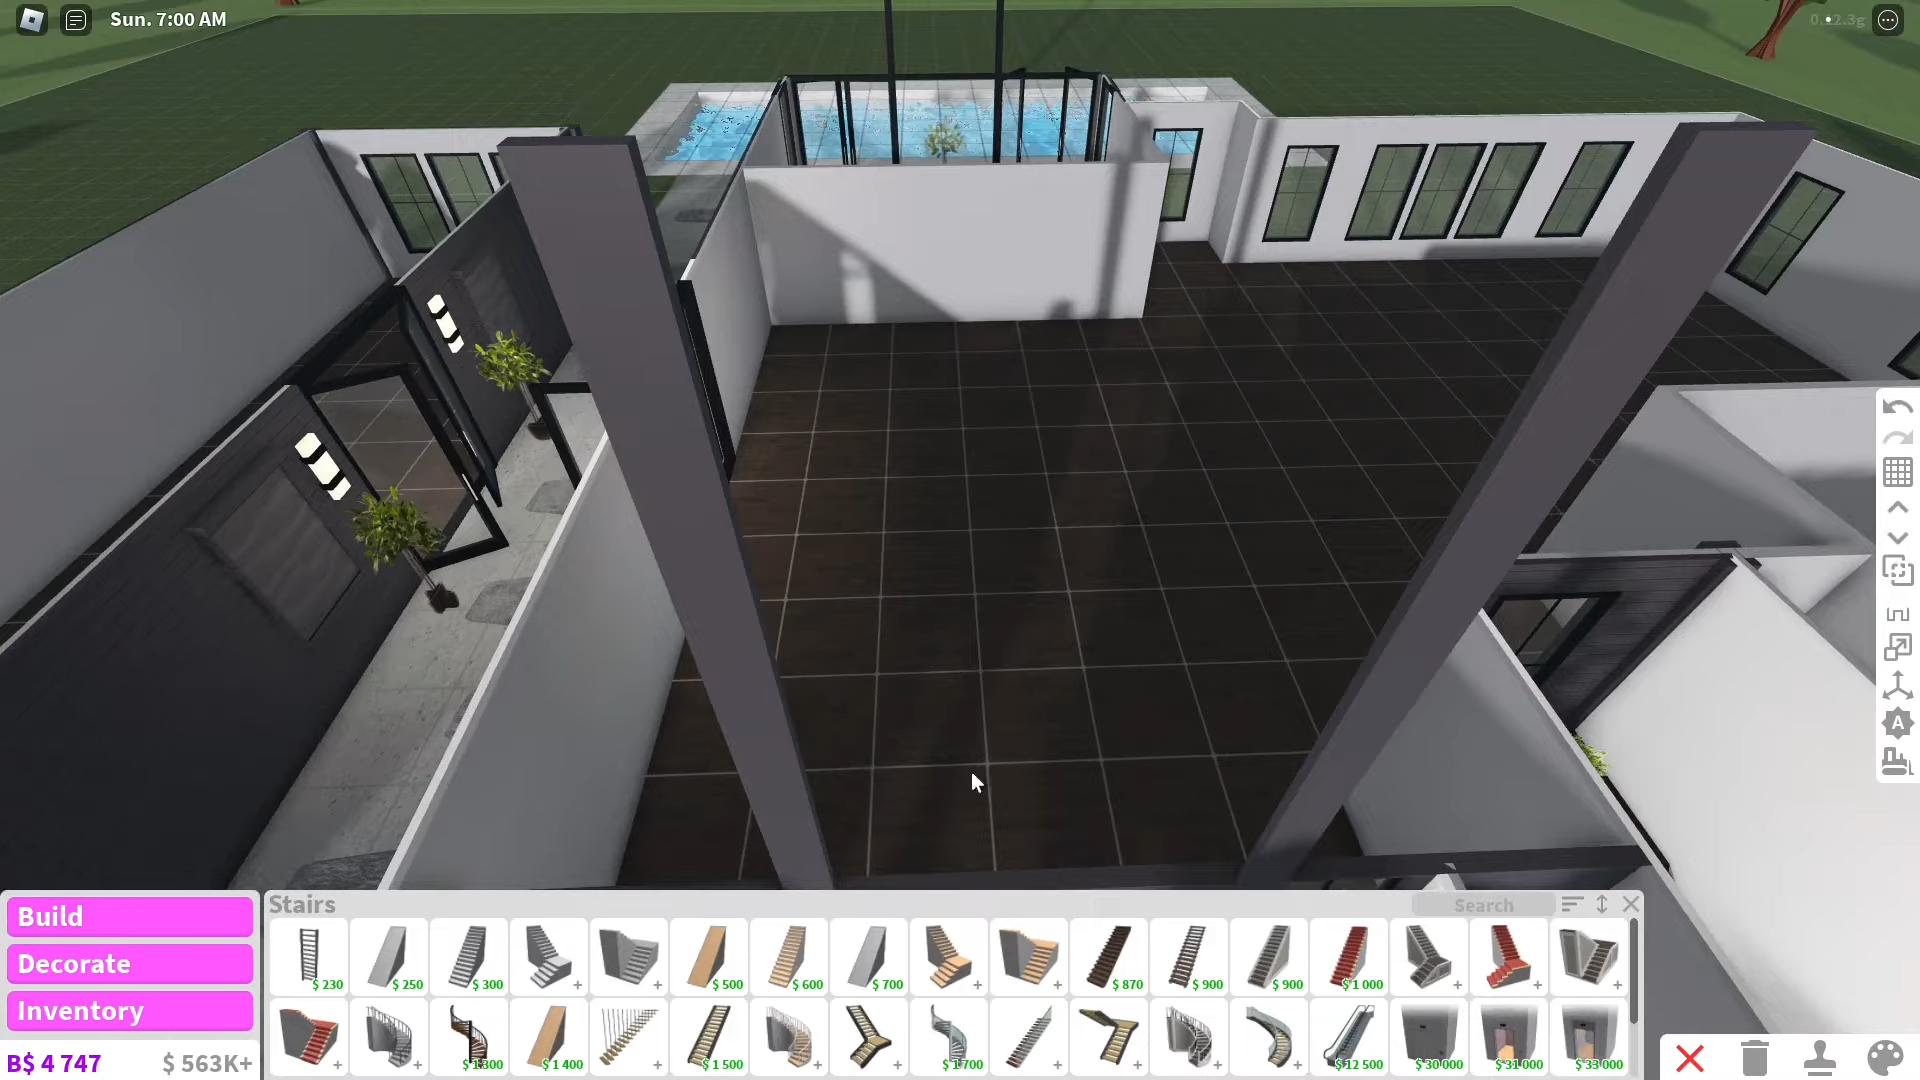 Sun. 7:00 AM
Build
Decorate
Inventory
B$ 4 747
$ 563K+
Stairs
Search
$ 230
$ 250
$ 300
+
+
$ 500
$ 600
$ 700
+
+
$ 870
$ 900
$ 900
$ 1 000
+
+
+
+
+
$ 1 300
$ 1 400
+
$ 1 500
+
+
$ 1 700
+
+
+
+
$ 12 500
$ 30 000
$ 31 000
$ 33 000
A